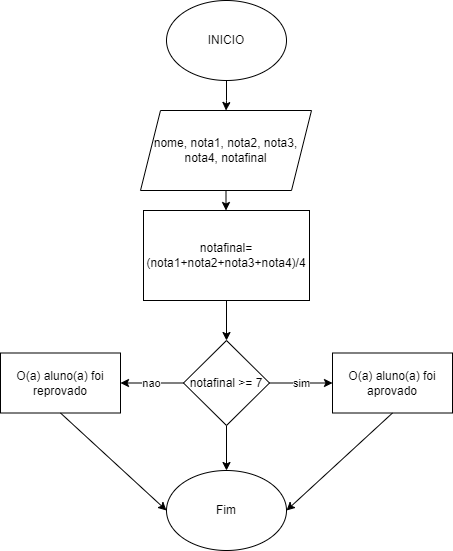 INICIO
nome, nota1, nota2, nota3,
nota4, notafinal
notafinal=
(nota1+nota2+nota3+nota4)/4
O(a) aluno(a) foi
reprovado
nao
notafinal >= 7
sim
O(a) aluno(a) foi
aprovado
Fim